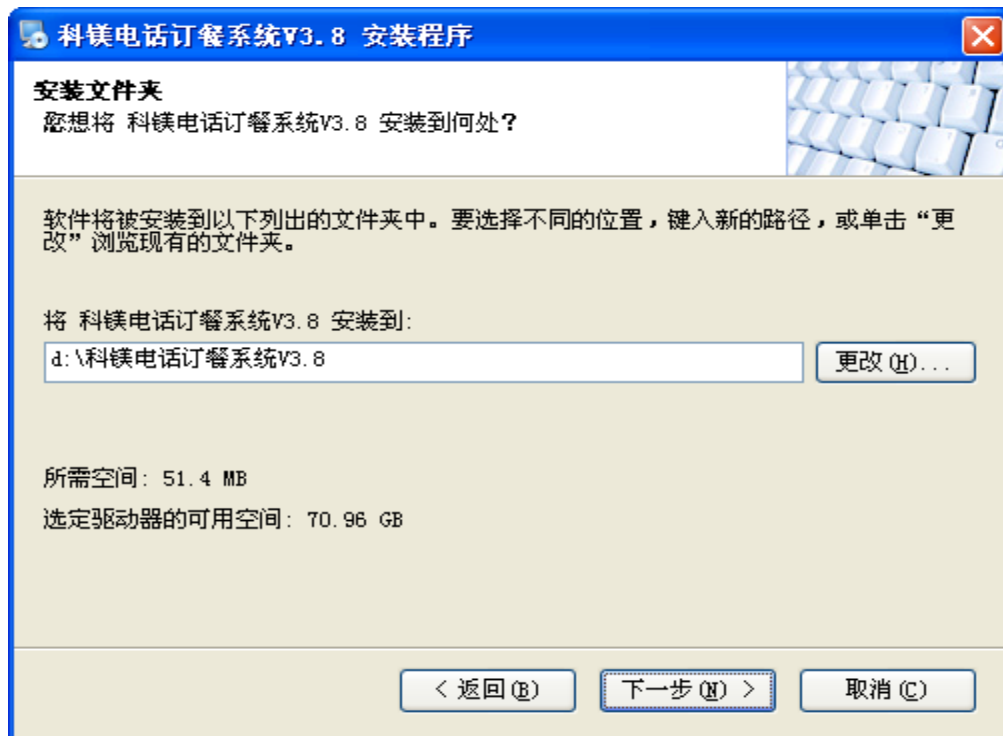 科镁电话订餐系统V3.8 安装程序
安装文件夹
您想将 科镁电话订餐系统V3.8 安装到何处？
软件将被安装到以下列出的文件夹中。要选择不同的位置，键入新的路径，或单击“更
改”浏览现有的文件夹。
将 科镁电话订餐系统V3.8 安装到:
d:\科镁电话订餐系统V3.8
更改(H)...
所需空间: 51.4 MB
选定驱动器的可用空间: 70.96 GB
< 返回(B)
下一步(N) >
取消(C)